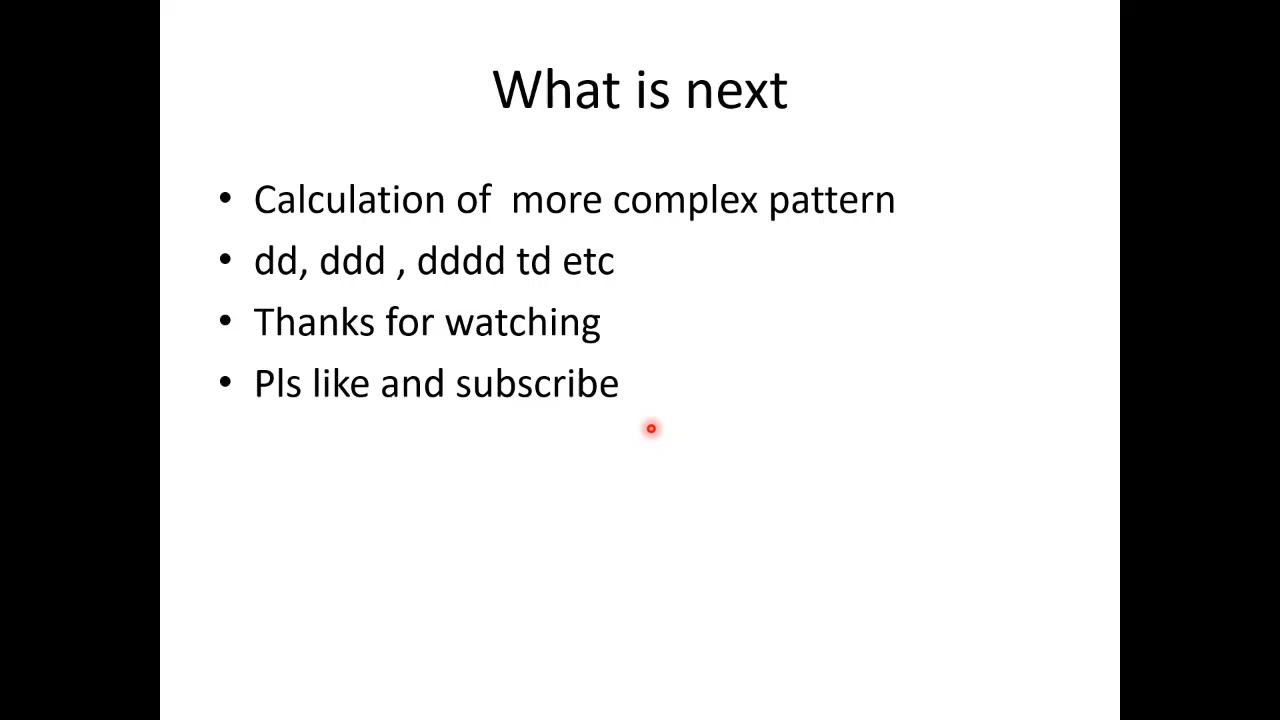 What is next
• Calculation of  more complex pattern
• dd, ddd , dddd td etc
• Thanks for watching
• Pls like and subscribe